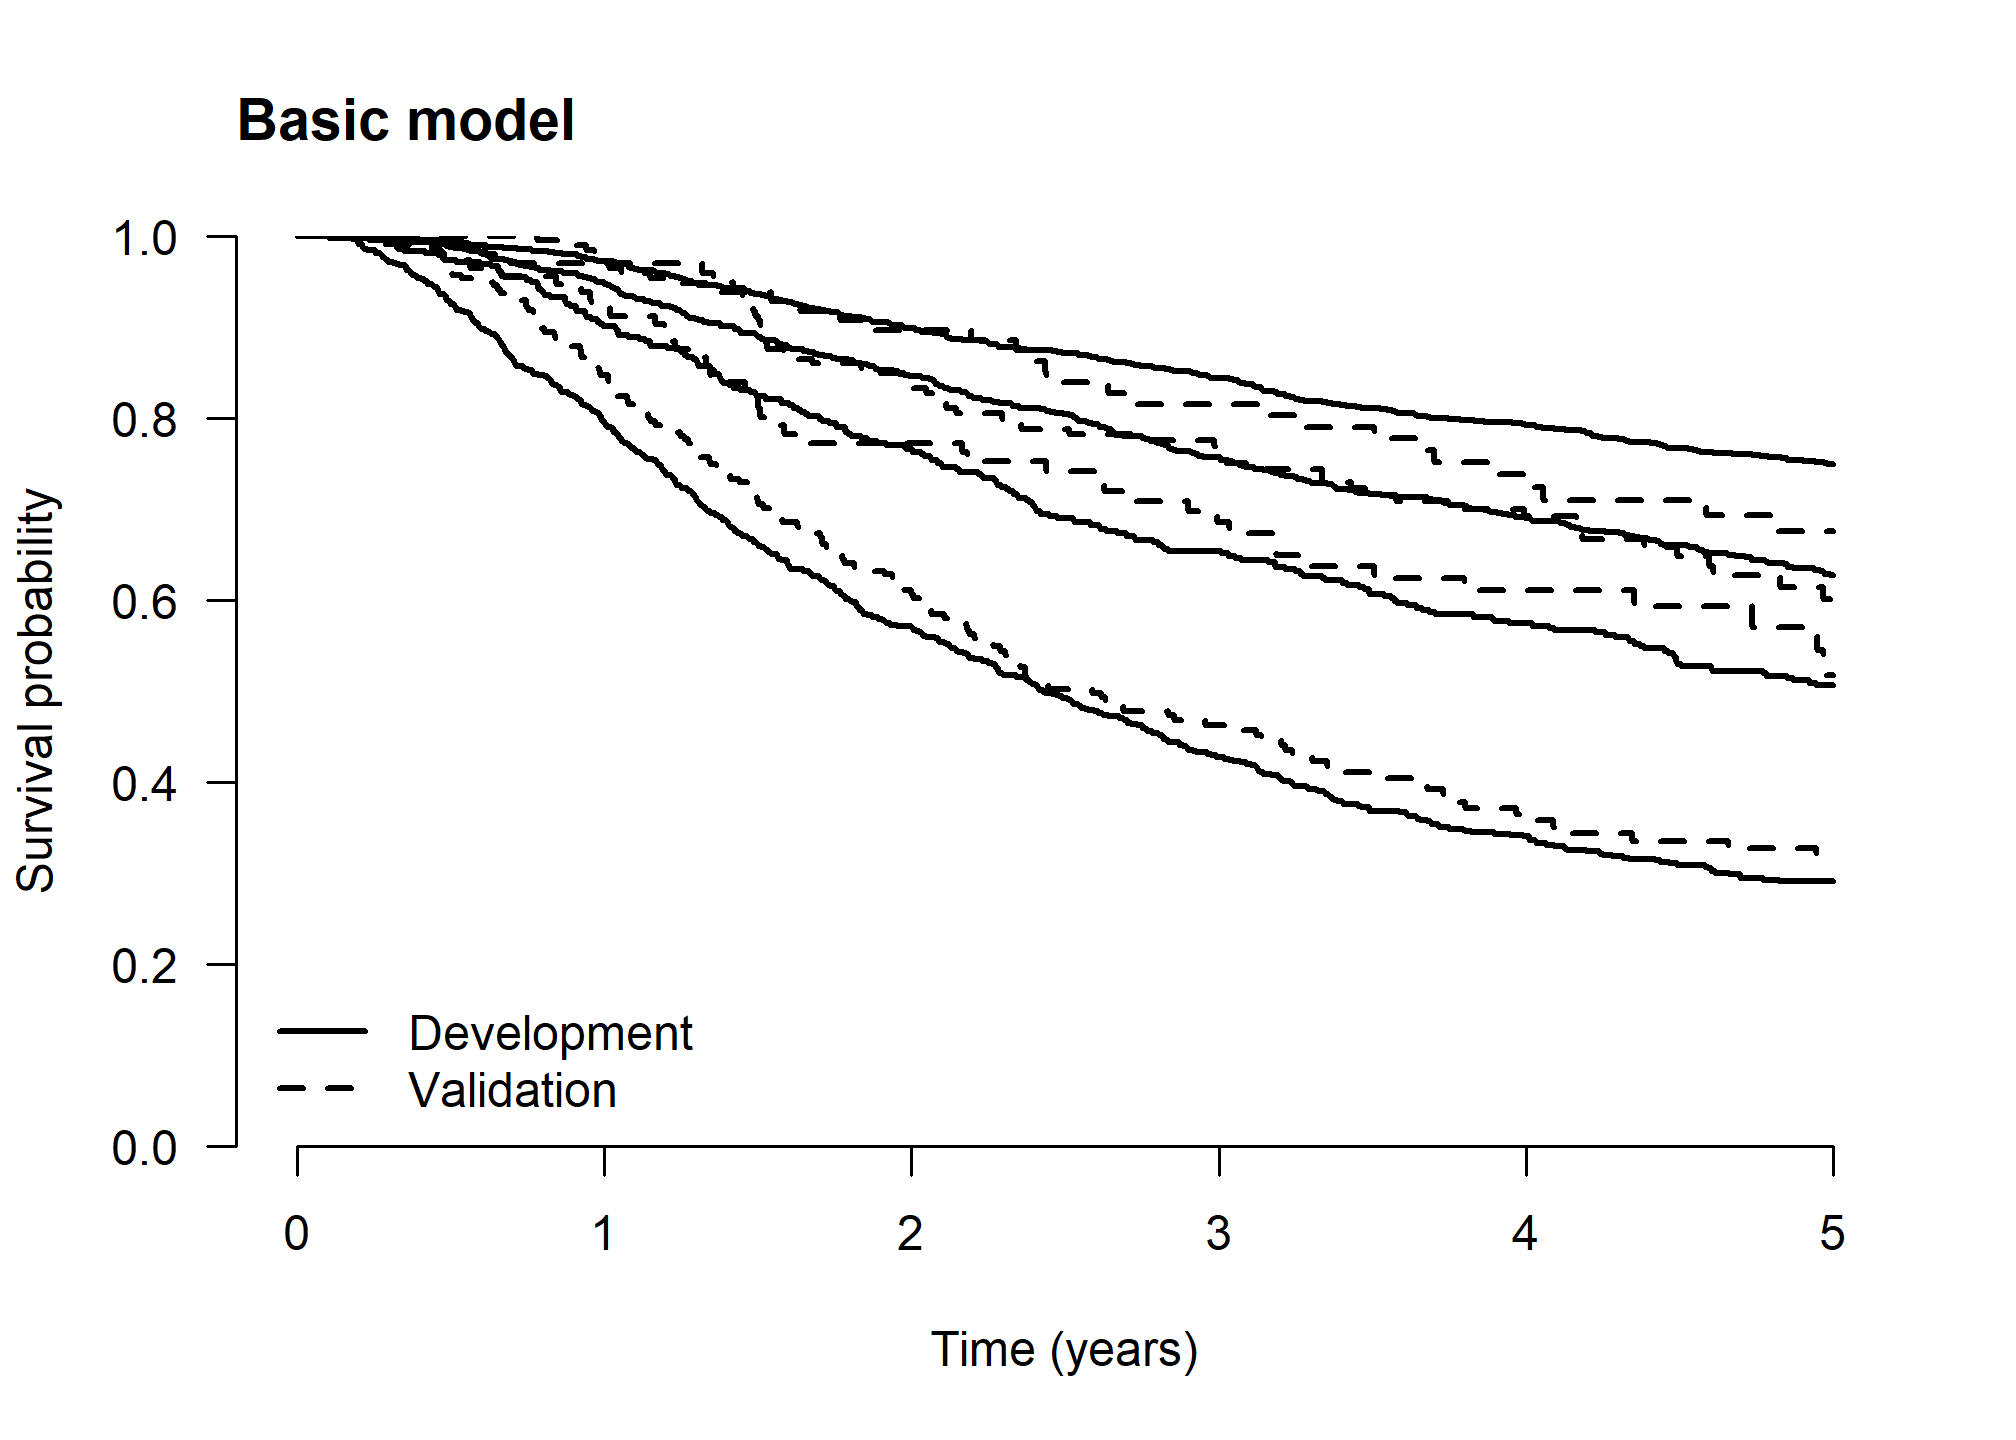 Basic model
Survival probability
1.0
0.8
0.6
0.4
0.2
0.0
Development
Validation
0 1 2 3 4 5
Time (years)